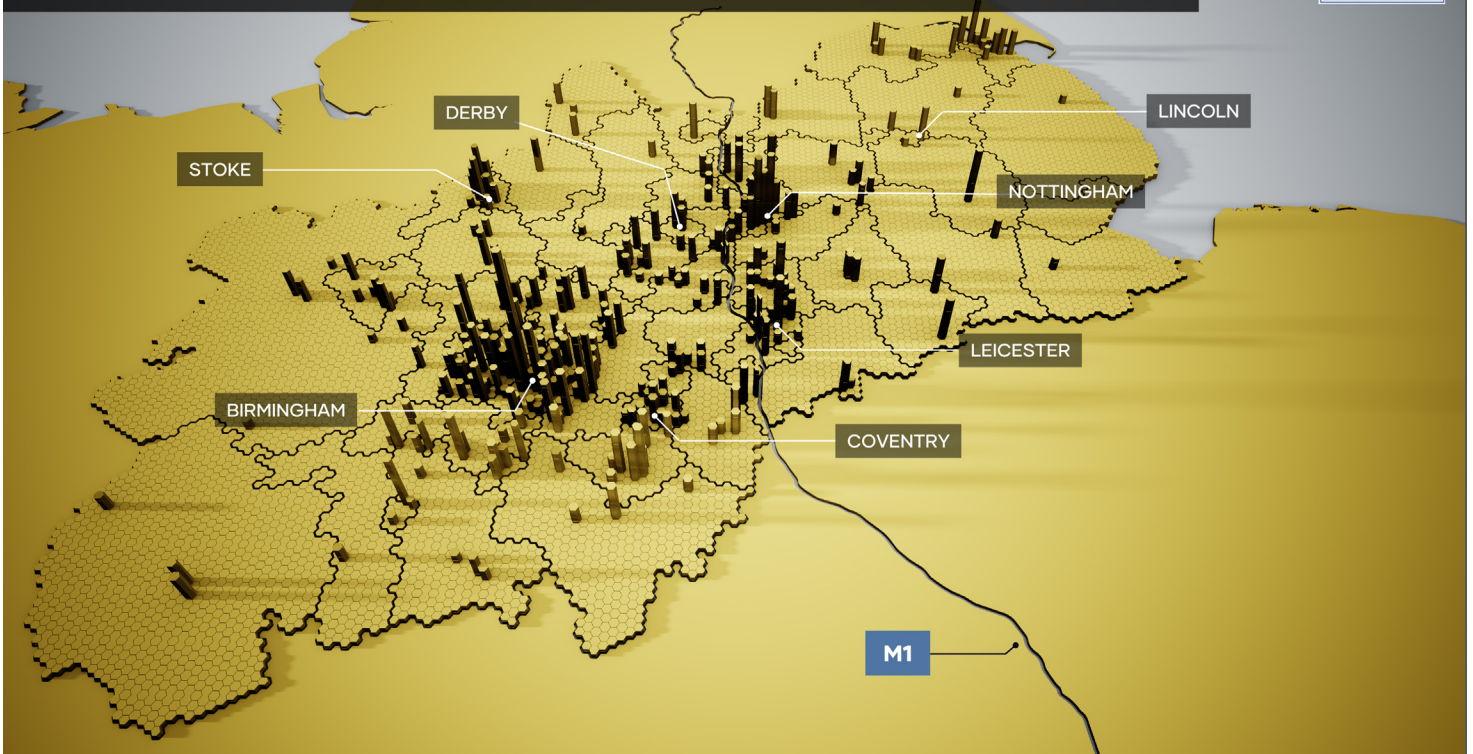 DERBY
LINCOLN
STOKE
NOTTINGHAM
LEICESTER
BIRMINGHAM
COVENTRY
M1